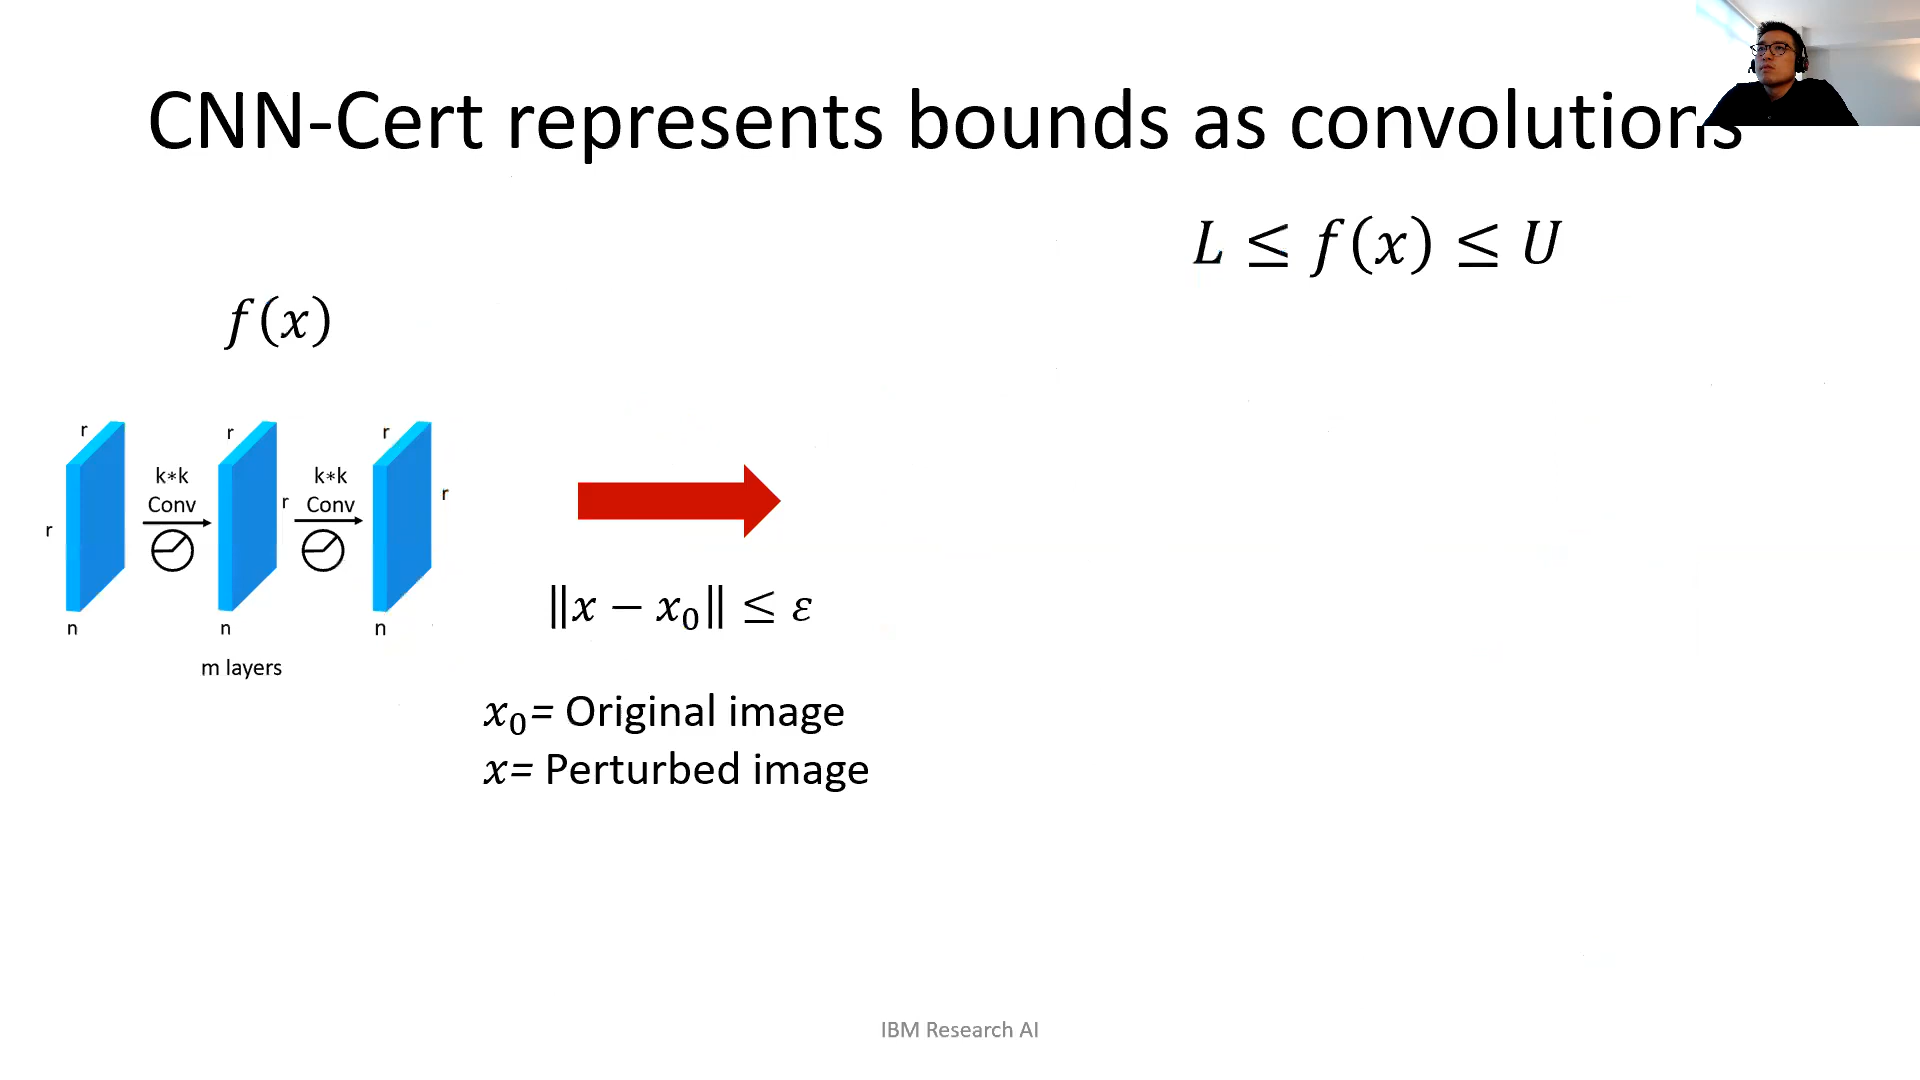 CNN-Cert represents bounds as convolutions
L ≤ f(x) ≤ U
f(x)
r r r
k∗k k∗k
Conv r Conv r
r
n n n
m layers
‖x − x₀‖ ≤ ε
x₀= Original image
x= Perturbed image
IBM Research AI